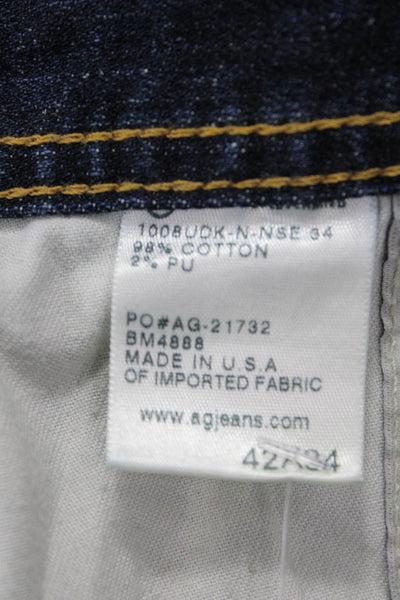 1008UDK-N-NSE 34
98% COTTON
2% PU
PO#AG-21732
BM4888
MADE IN U.S.A
OF IMPORTED FABRIC
www.agjeans.com
42X34